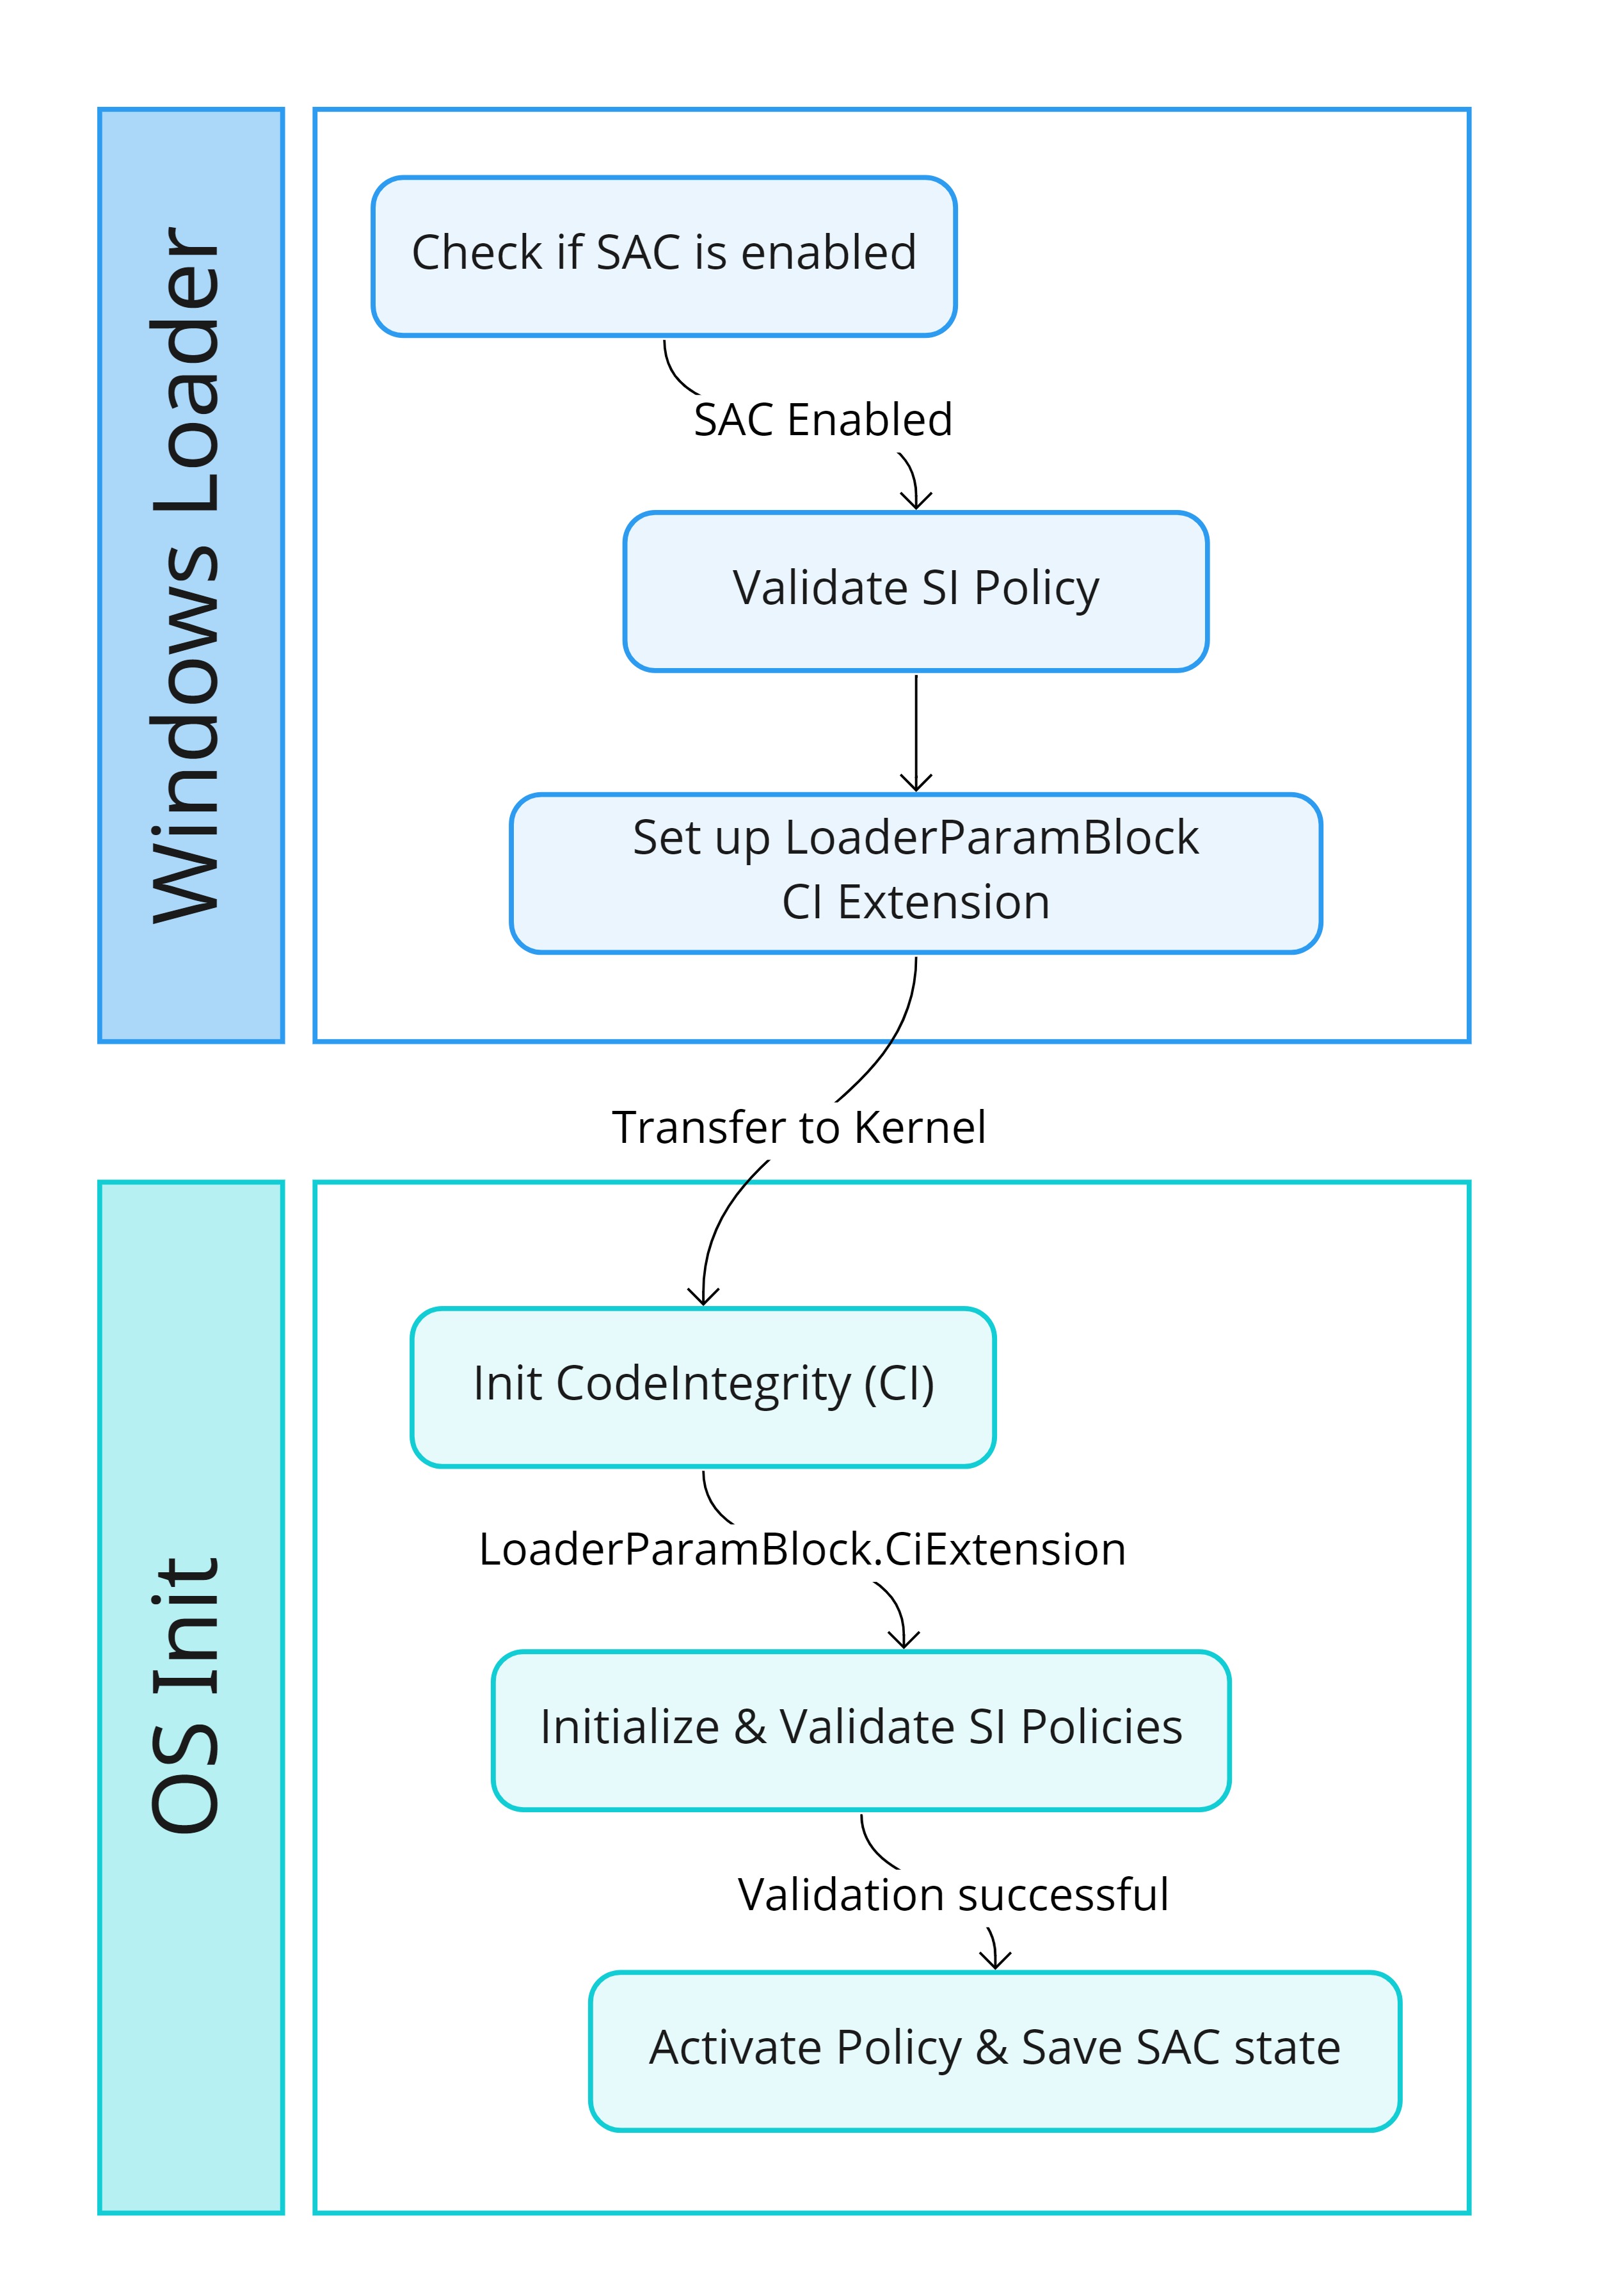 Windows Loader
Check if SAC is enabled
SAC Enabled
Validate SI Policy
Set up LoaderParamBlock
CI Extension
Transfer to Kernel
OS Init
Init CodeIntegrity (CI)
LoaderParamBlock.CiExtension
Initialize & Validate SI Policies
Validation successful
Activate Policy & Save SAC state